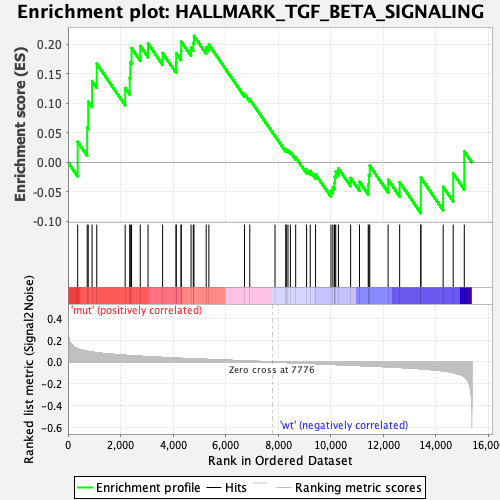 Enrichment plot: HALLMARK_TGF_BETA_SIGNALING
Enrichment score (ES)
0.20
0.15
0.10
0.05
0.00
-0.05
-0.10
'mut' (positively correlated)
Ranked list metric (Signal2Noise)
0.4
0.2
0.0
-0.2
-0.4
-0.6
Zero cross at 7776
'wt' (negatively correlated)
0 2,000 4,000 6,000 8,000 10,000 12,000 14,000 16,000
Rank in Ordered Dataset
Enrichment profile Hits Ranking metric scores